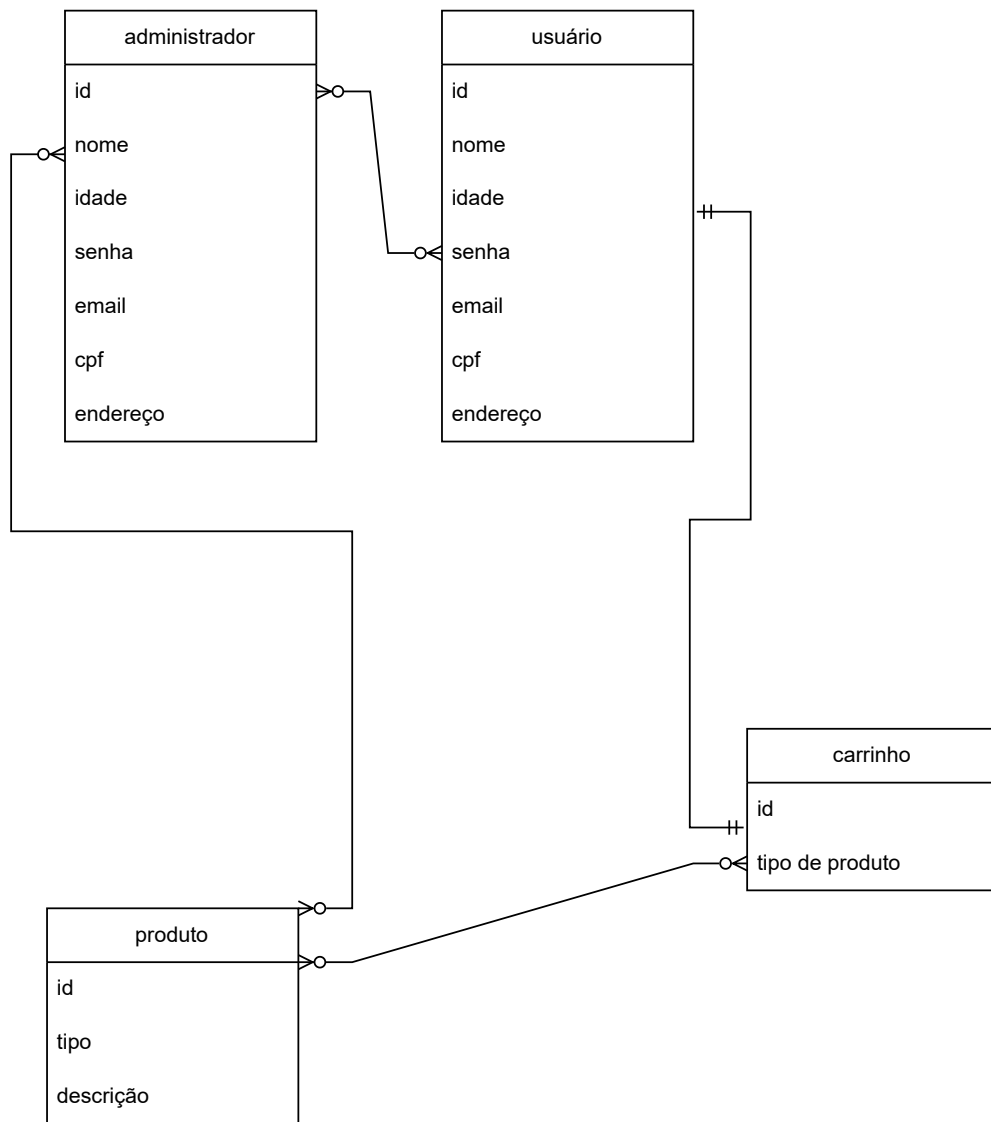 administrador
id
nome
idade
senha
email
cpf
endereço
usuário
id
nome
idade
senha
email
cpf
endereço
carrinho
id
tipo de produto
produto
id
tipo
descrição